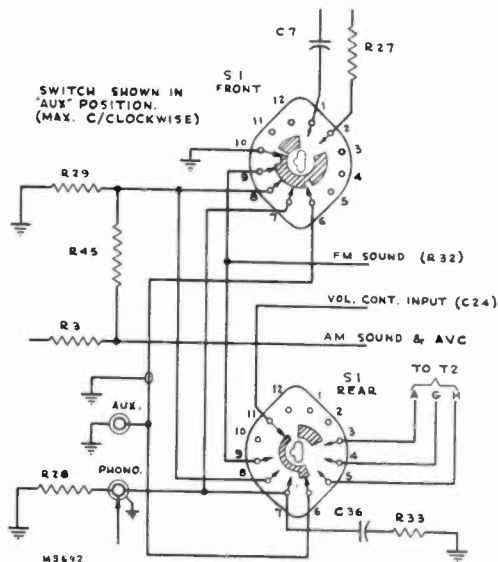 C7
R27
S1
FRONT
SWITCH SHOWN IN
"AUX" POSITION.
(MAX. C/CLOCKWISE)
12
1
11
2
10
3
9
4
8
5
7
6
R29
R45
FM SOUND (R32)
VOL. CONT. INPUT (C24)
R3
AM SOUND & AVC
S1
REAR
TO T2
A G H
12
1
11
2
10
3
9
4
8
5
7
6
AUX.
R28
PHONO.
C36
R33
M9692